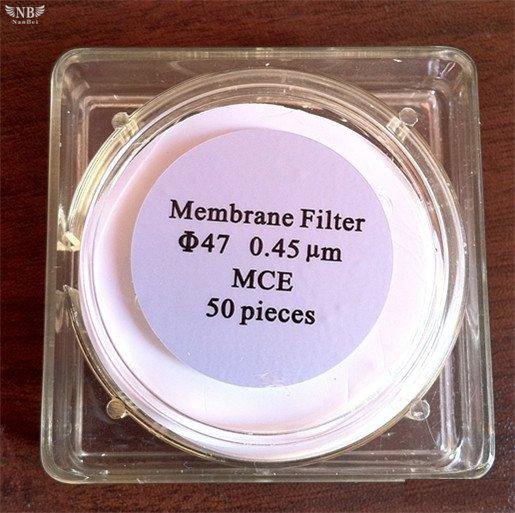 NB
NanBei
Membrane Filter
Φ47 0.45 μm
MCE
50 pieces